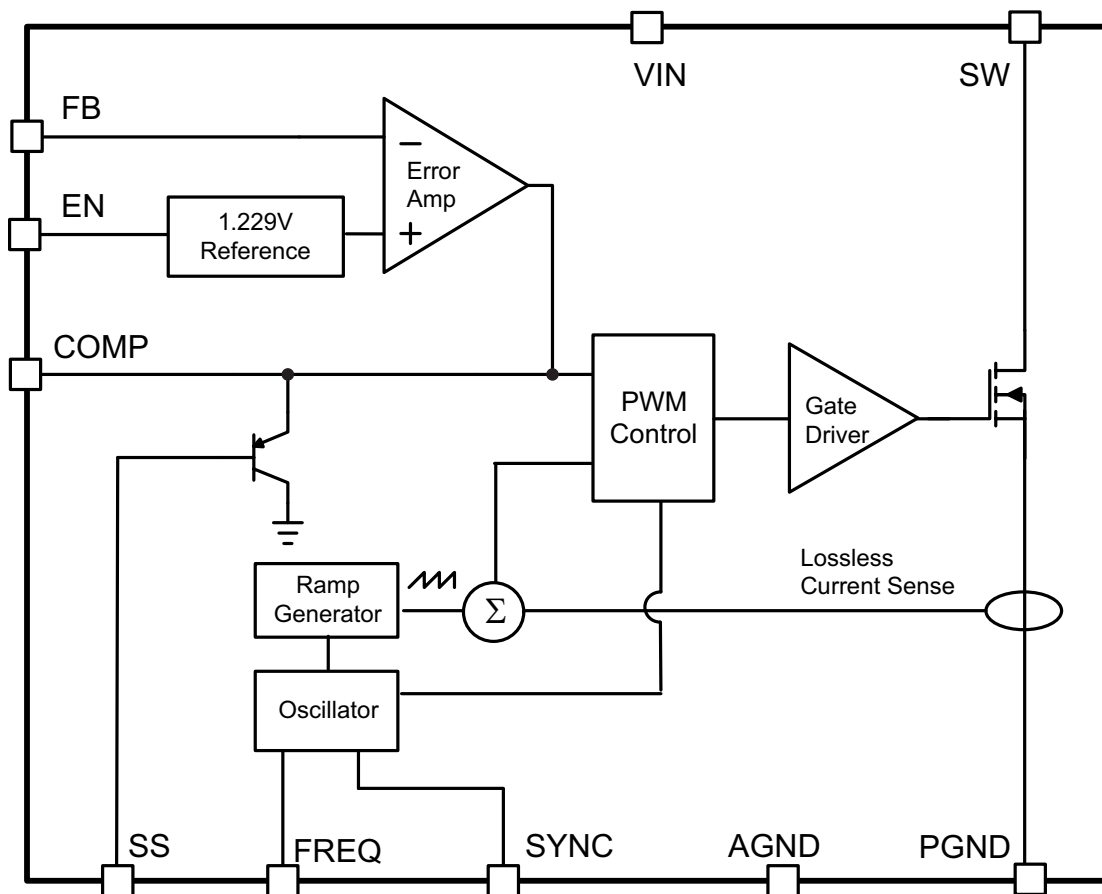 VIN
SW
FB
Error
Amp
EN
1.229V
Reference
COMP
PWM
Control
Gate
Driver
Lossless
Current Sense
Ramp
Generator
Σ
Oscillator
SS
FREQ
SYNC
AGND
PGND